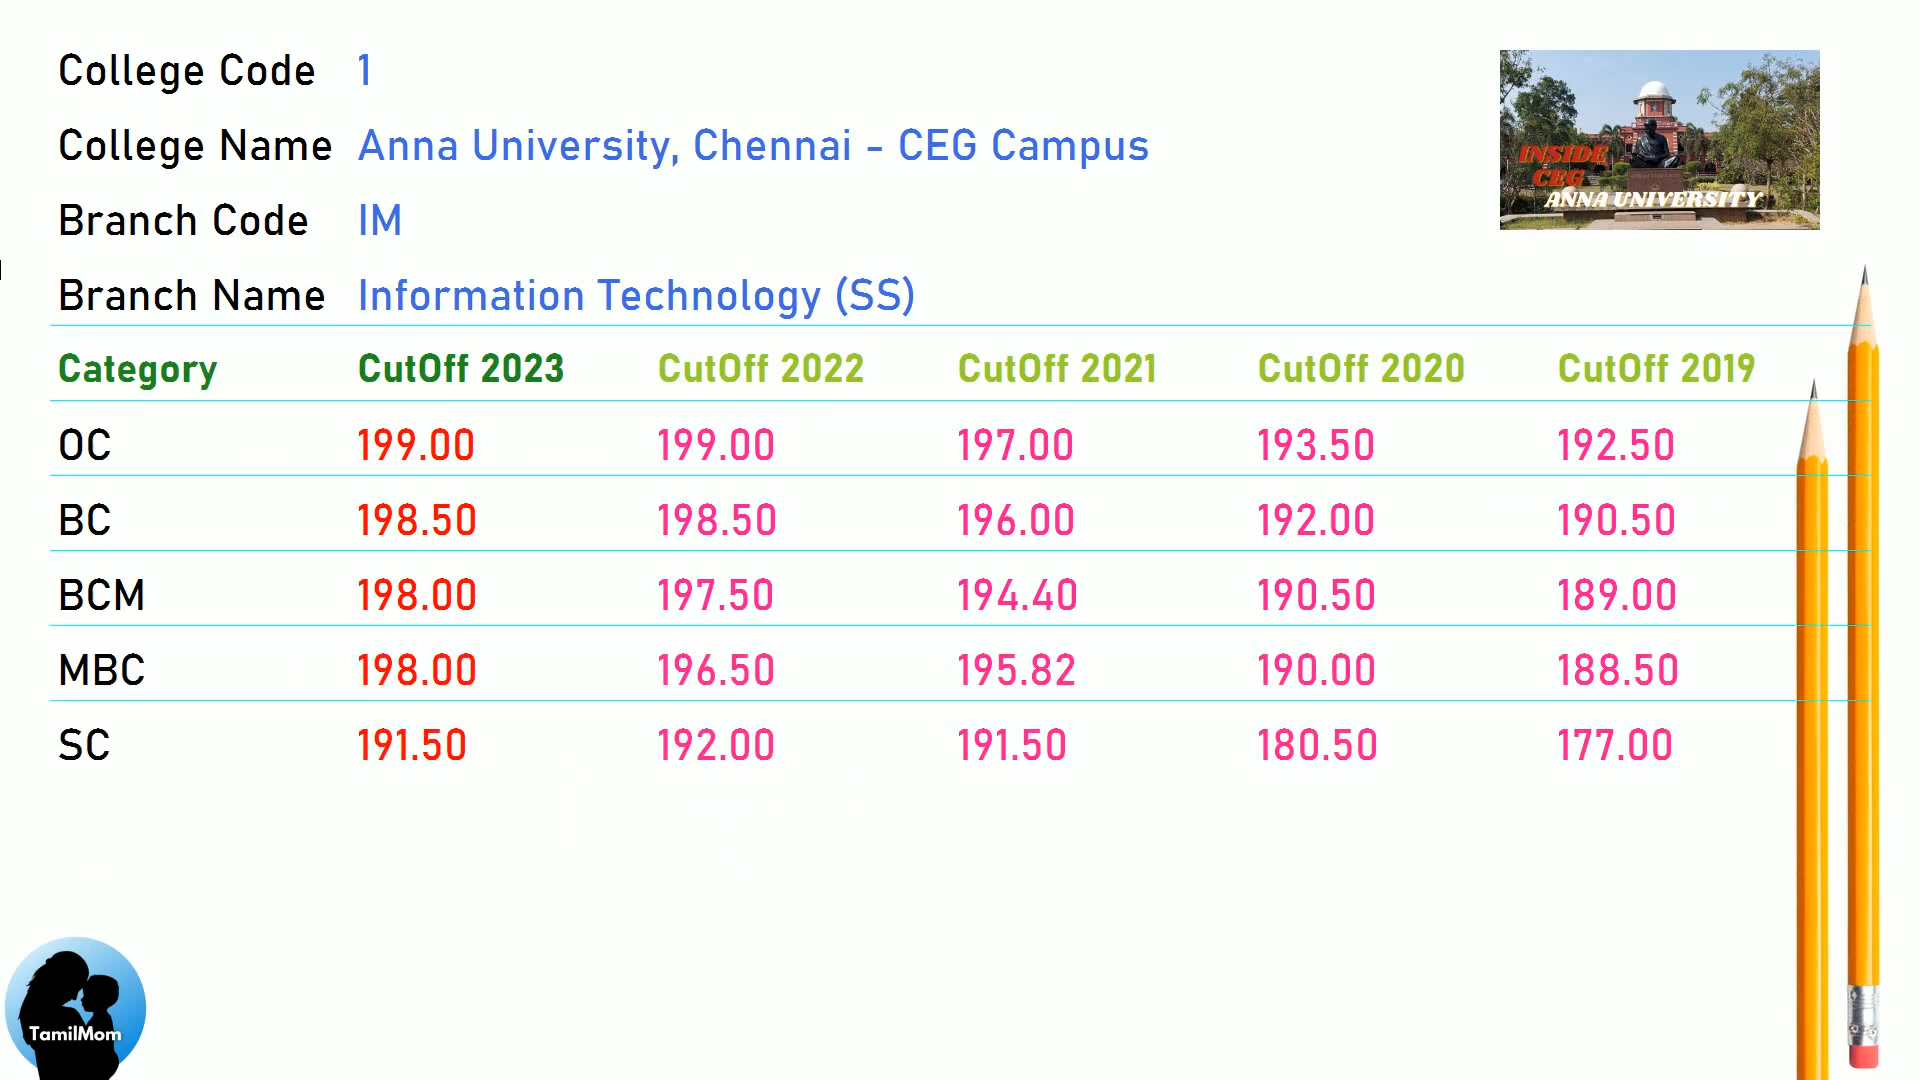 College Code 1
College Name Anna University, Chennai - CEG Campus
Branch Code IM
Branch Name Information Technology (SS)
INSIDE
CEG
ANNA UNIVERSITY
Category CutOff 2023 CutOff 2022 CutOff 2021 CutOff 2020 CutOff 2019
OC 199.00 199.00 197.00 193.50 192.50
BC 198.50 198.50 196.00 192.00 190.50
BCM 198.00 197.50 194.40 190.50 189.00
MBC 198.00 196.50 195.82 190.00 188.50
SC 191.50 192.00 191.50 180.50 177.00
TamilMom